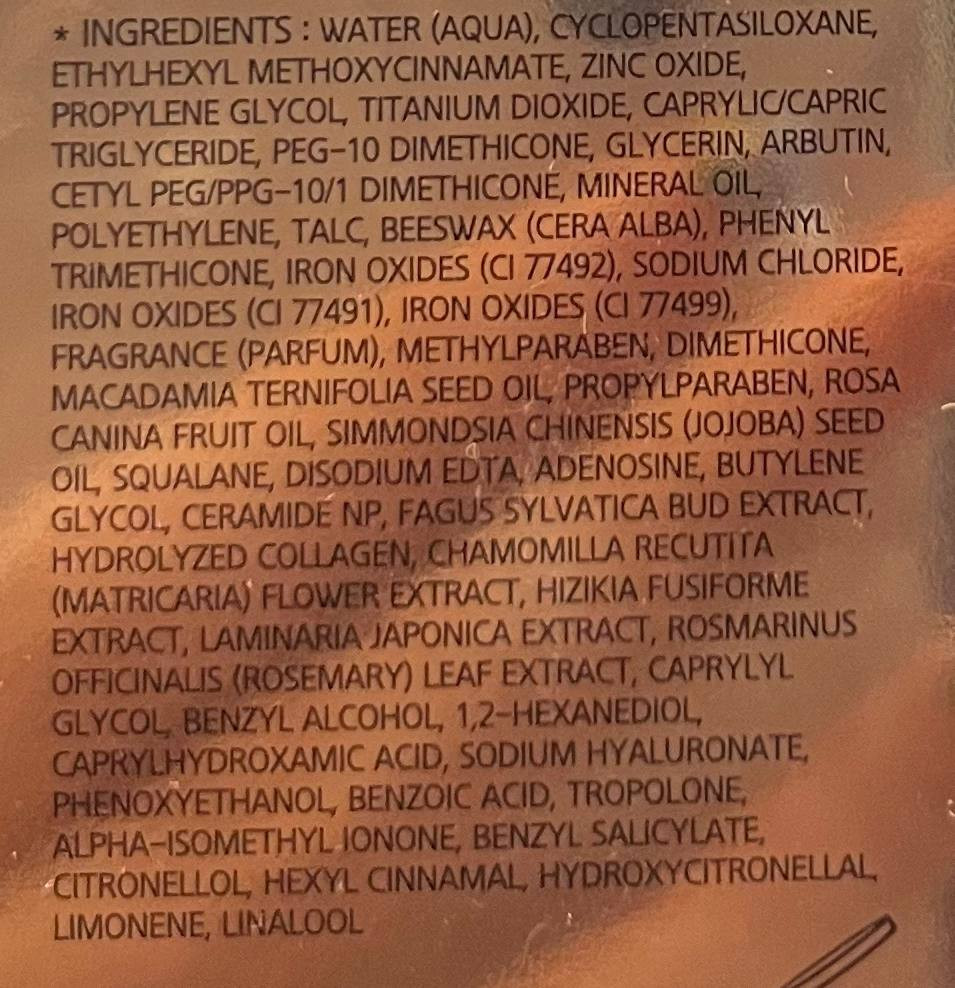 * INGREDIENTS : WATER (AQUA), CYCLOPENTASILOXANE,
ETHYLHEXYL METHOXYCINNAMATE, ZINC OXIDE,
PROPYLENE GLYCOL, TITANIUM DIOXIDE, CAPRYLIC/CAPRIC
TRIGLYCERIDE, PEG-10 DIMETHICONE, GLYCERIN, ARBUTIN,
CETYL PEG/PPG-10/1 DIMETHICONE, MINERAL OIL,
POLYETHYLENE, TALC, BEESWAX (CERA ALBA), PHENYL
TRIMETHICONE, IRON OXIDES (CI 77492), SODIUM CHLORIDE,
IRON OXIDES (CI 77491), IRON OXIDES (CI 77499),
FRAGRANCE (PARFUM), METHYLPARABEN, DIMETHICONE,
MACADAMIA TERNIFOLIA SEED OIL, PROPYLPARABEN, ROSA
CANINA FRUIT OIL, SIMMONDSIA CHINENSIS (JOJOBA) SEED
OIL, SQUALANE, DISODIUM EDTA, ADENOSINE, BUTYLENE
GLYCOL, CERAMIDE NP, FAGUS SYLVATICA BUD EXTRACT,
HYDROLYZED COLLAGEN, CHAMOMILLA RECUTITA
(MATRICARIA) FLOWER EXTRACT, HIZIKIA FUSIFORME
EXTRACT, LAMINARIA JAPONICA EXTRACT, ROSMARINUS
OFFICINALIS (ROSEMARY) LEAF EXTRACT, CAPRYLYL
GLYCOL, BENZYL ALCOHOL, 1,2-HEXANEDIOL,
CAPRYLHYDROXAMIC ACID, SODIUM HYALURONATE,
PHENOXYETHANOL, BENZOIC ACID, TROPOLONE,
ALPHA-ISOMETHYL IONONE, BENZYL SALICYLATE,
CITRONELLOL, HEXYL CINNAMAL, HYDROXYCITRONELLAL,
LIMONENE, LINALOOL